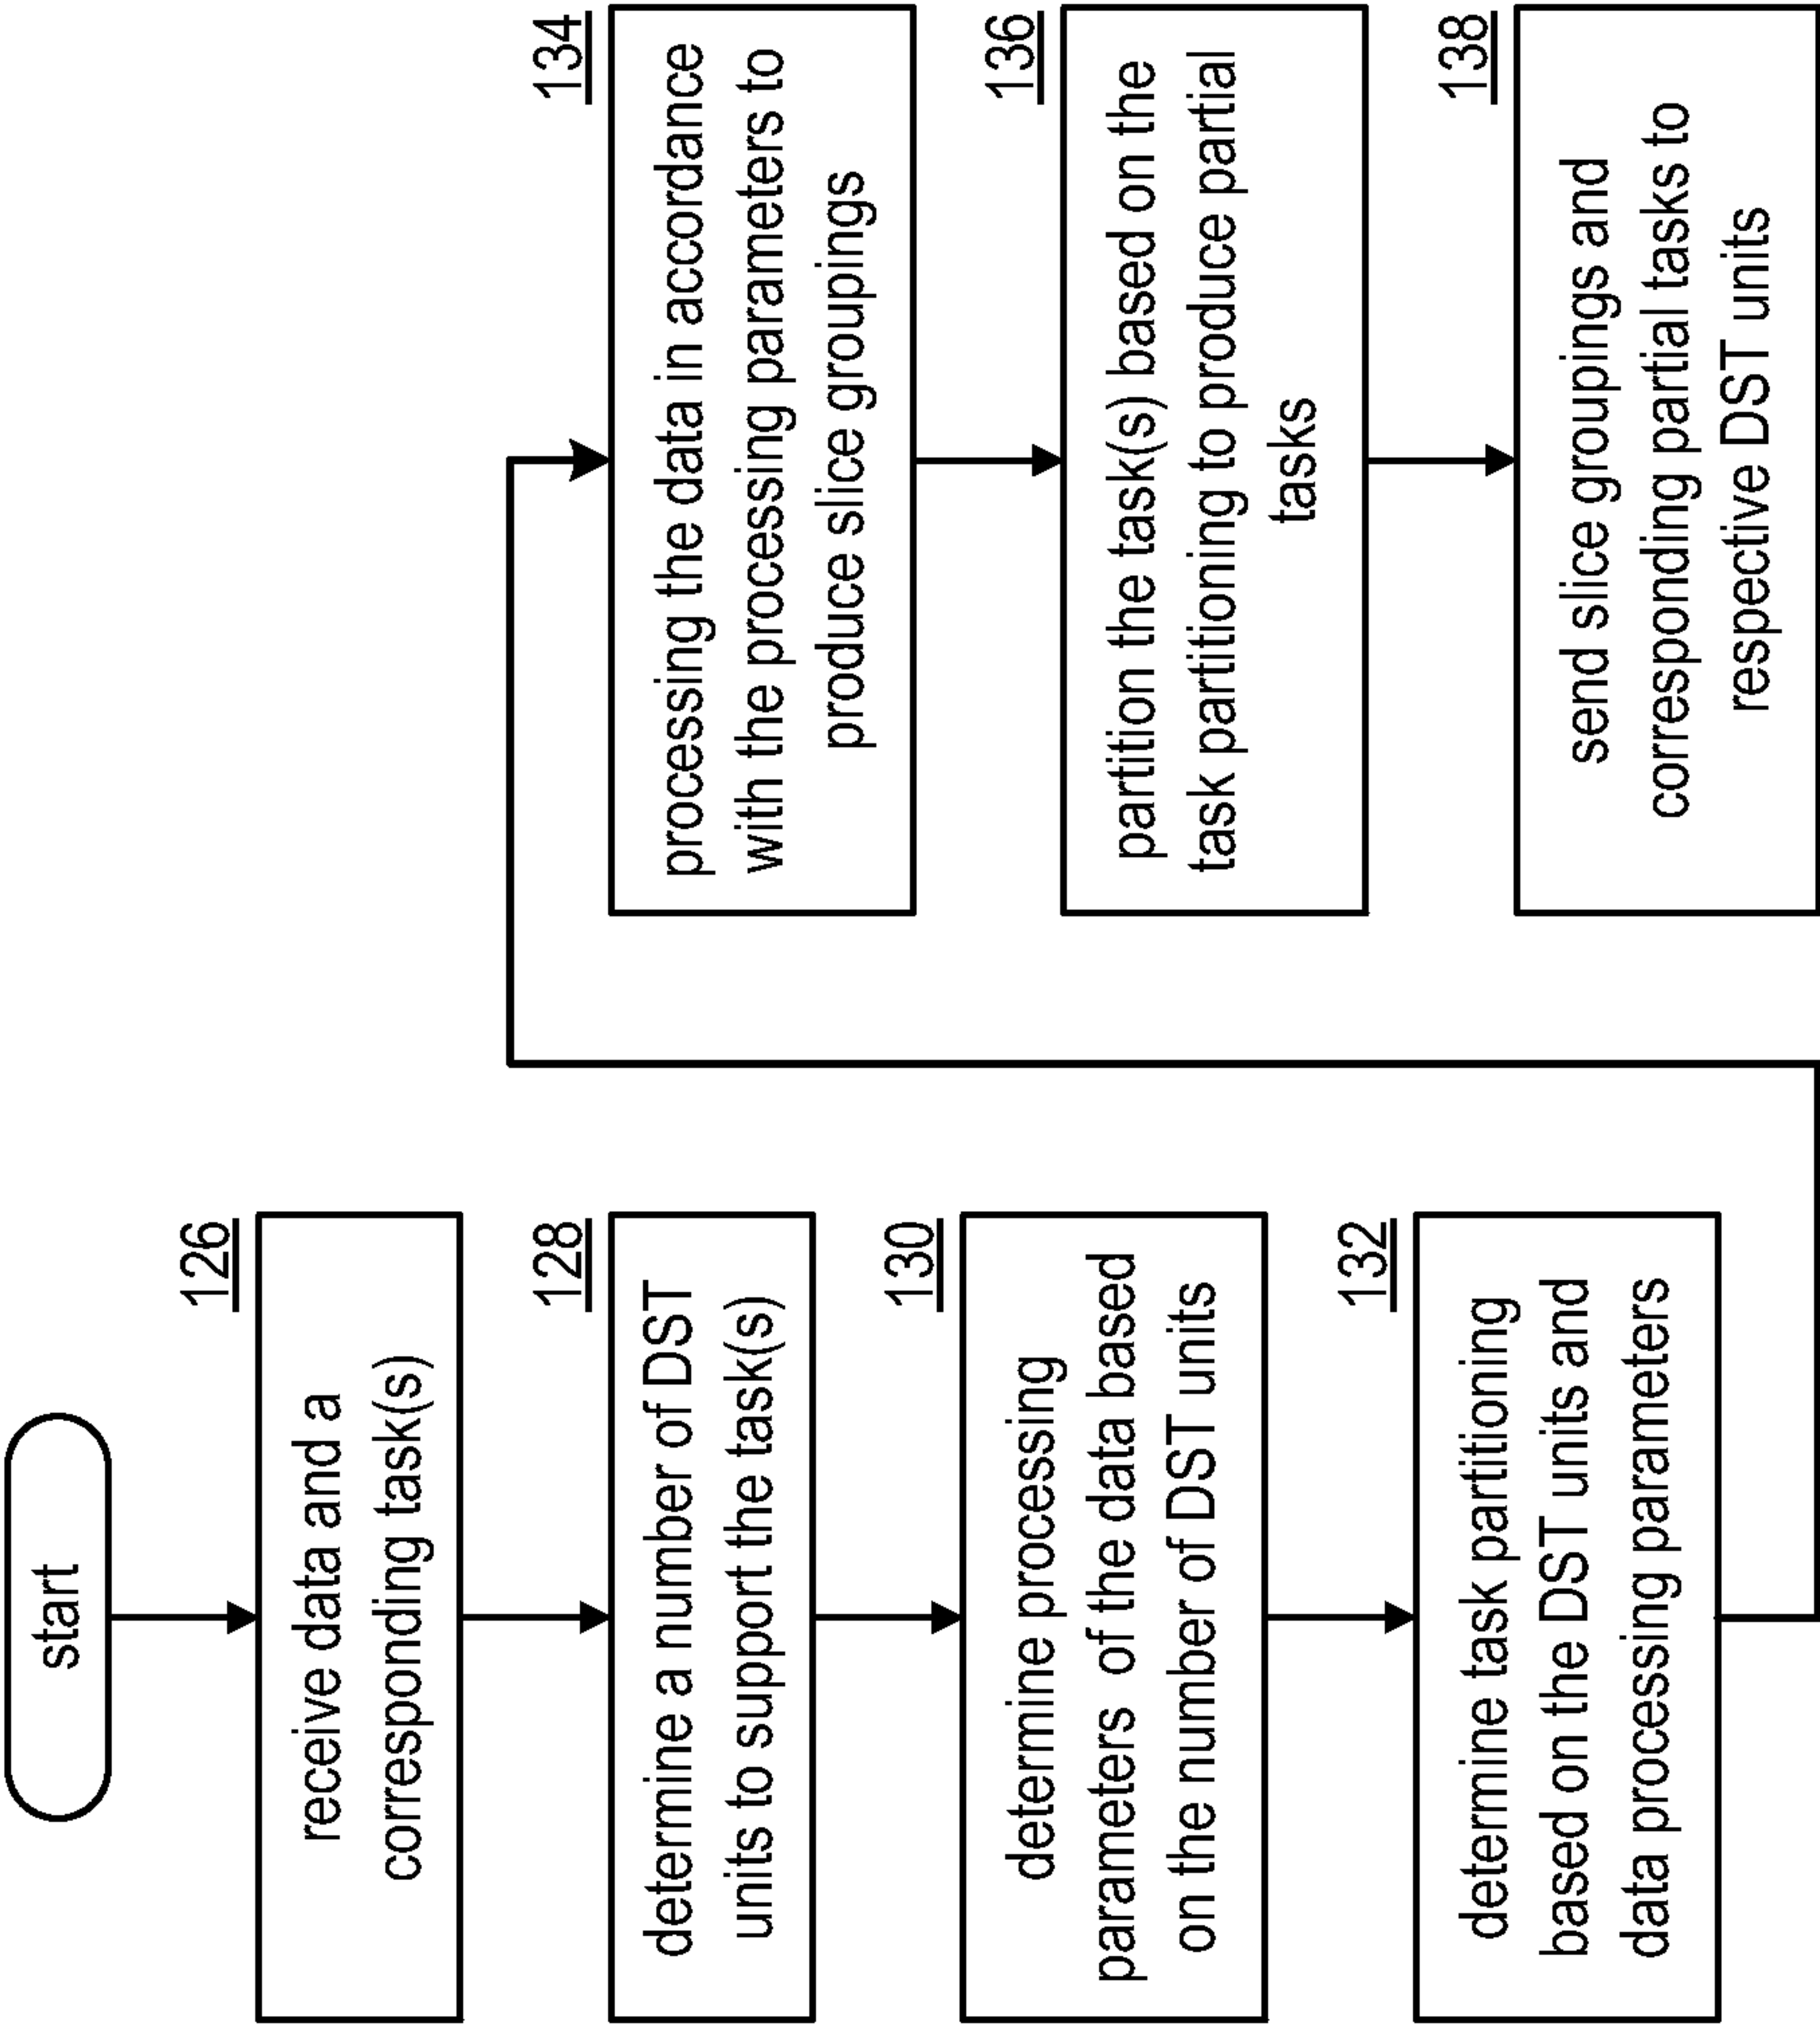 start
126
receive data and a
corresponding task(s)
128
determine a number of DST
units to support the task(s)
130
determine processing
parameters of the data based
on the number of DST units
132
determine task partitioning
based on the DST units and
data processing parameters
134
processing the data in accordance
with the processing parameters to
produce slice groupings
136
partition the task(s) based on the
task partitioning to produce partial
tasks
138
send slice groupings and
corresponding partial tasks to
respective DST units